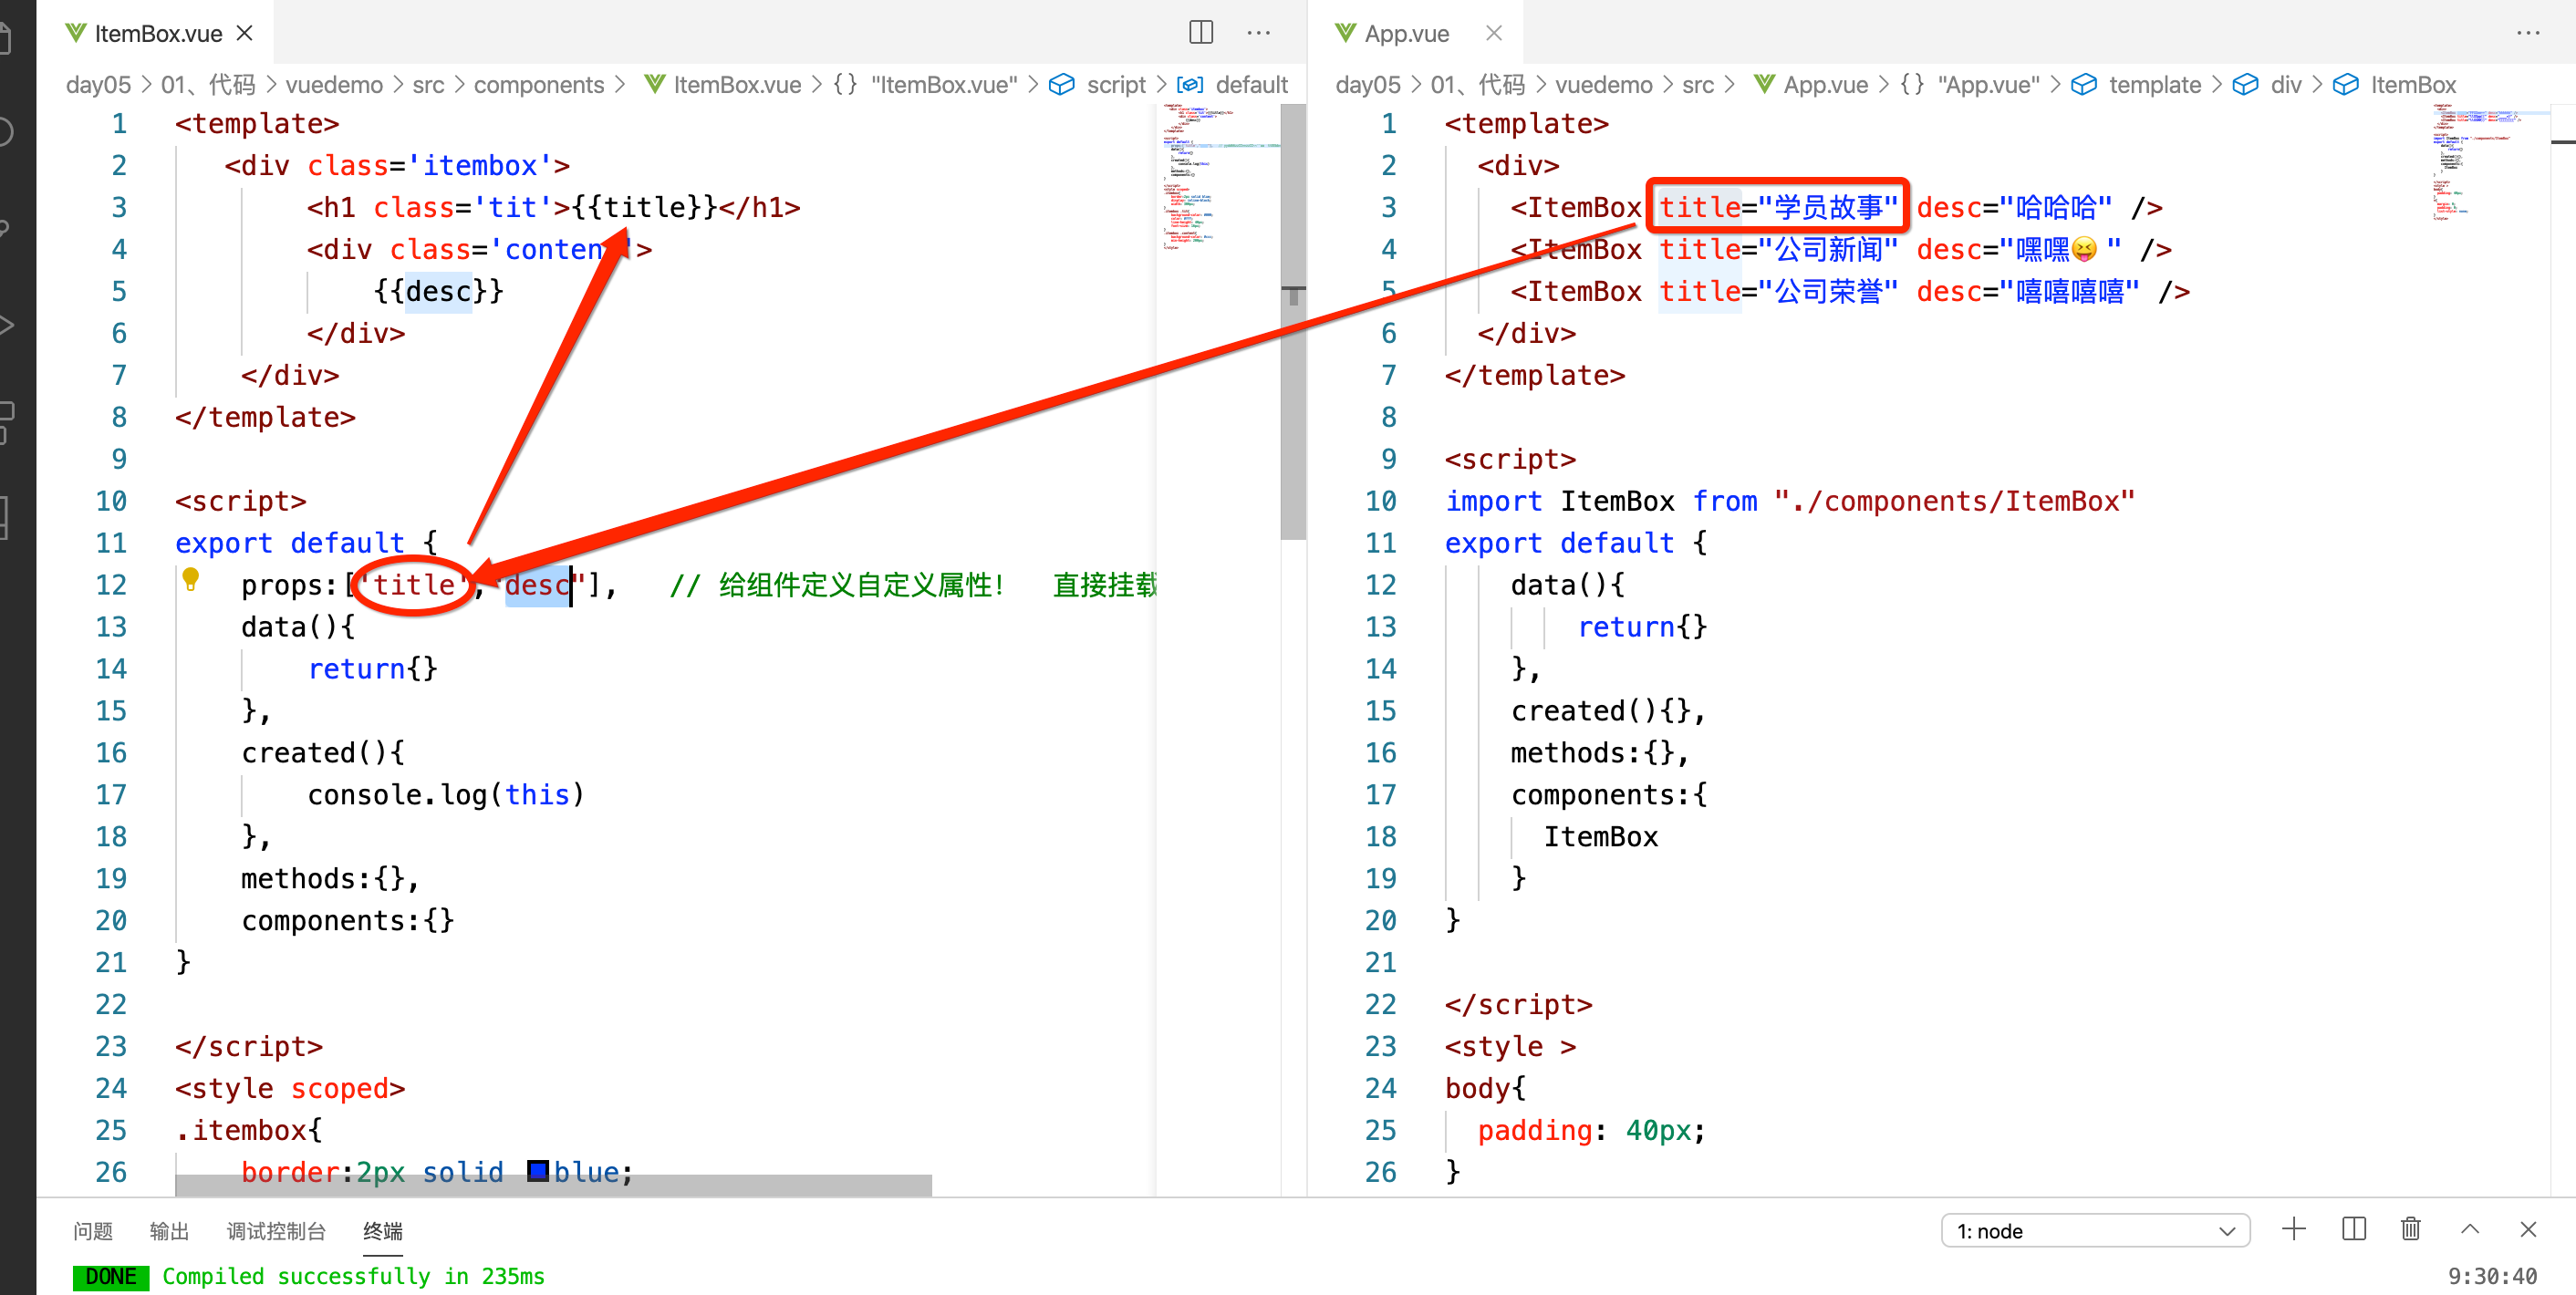 ItemBox.vue
day05 > 01、代码 > vuedemo > src > components > ItemBox.vue > {} "ItemBox.vue" > script > default
1 <template>
2 <div class='itembox'>
3 <h1 class='tit'>{{title}}</h1>
4 <div class='conten'>
5 {{desc}}
6 </div>
7 </div>
8 </template>
9
10 <script>
11 export default {
12 props:['title',"desc"], // 给组件定义自定义属性! 直接挂载
13 data(){
14 return{}
15 },
16 created(){
17 console.log(this)
18 },
19 methods:{},
20 components:{}
21 }
22
23 </script>
24 <style scoped>
25 .itembox{
26 border:2px solid blue;
App.vue
day05 > 01、代码 > vuedemo > src > App.vue > {} "App.vue" > template > div > ItemBox
1 <template>
2 <div>
3 <ItemBox title="学员故事" desc="哈哈哈" />
4 <ItemBox title="公司新闻" desc="嘿嘿😝 " />
5 <ItemBox title="公司荣誉" desc="嘻嘻嘻嘻" />
6 </div>
7 </template>
8
9 <script>
10 import ItemBox from "./components/ItemBox"
11 export default {
12 data(){
13 return{}
14 },
15 created(){},
16 methods:{},
17 components:{
18 ItemBox
19 }
20 }
21
22 </script>
23 <style >
24 body{
25 padding: 40px;
26 }
问题 输出 调试控制台 终端 1: node
DONE Compiled successfully in 235ms 9:30:40